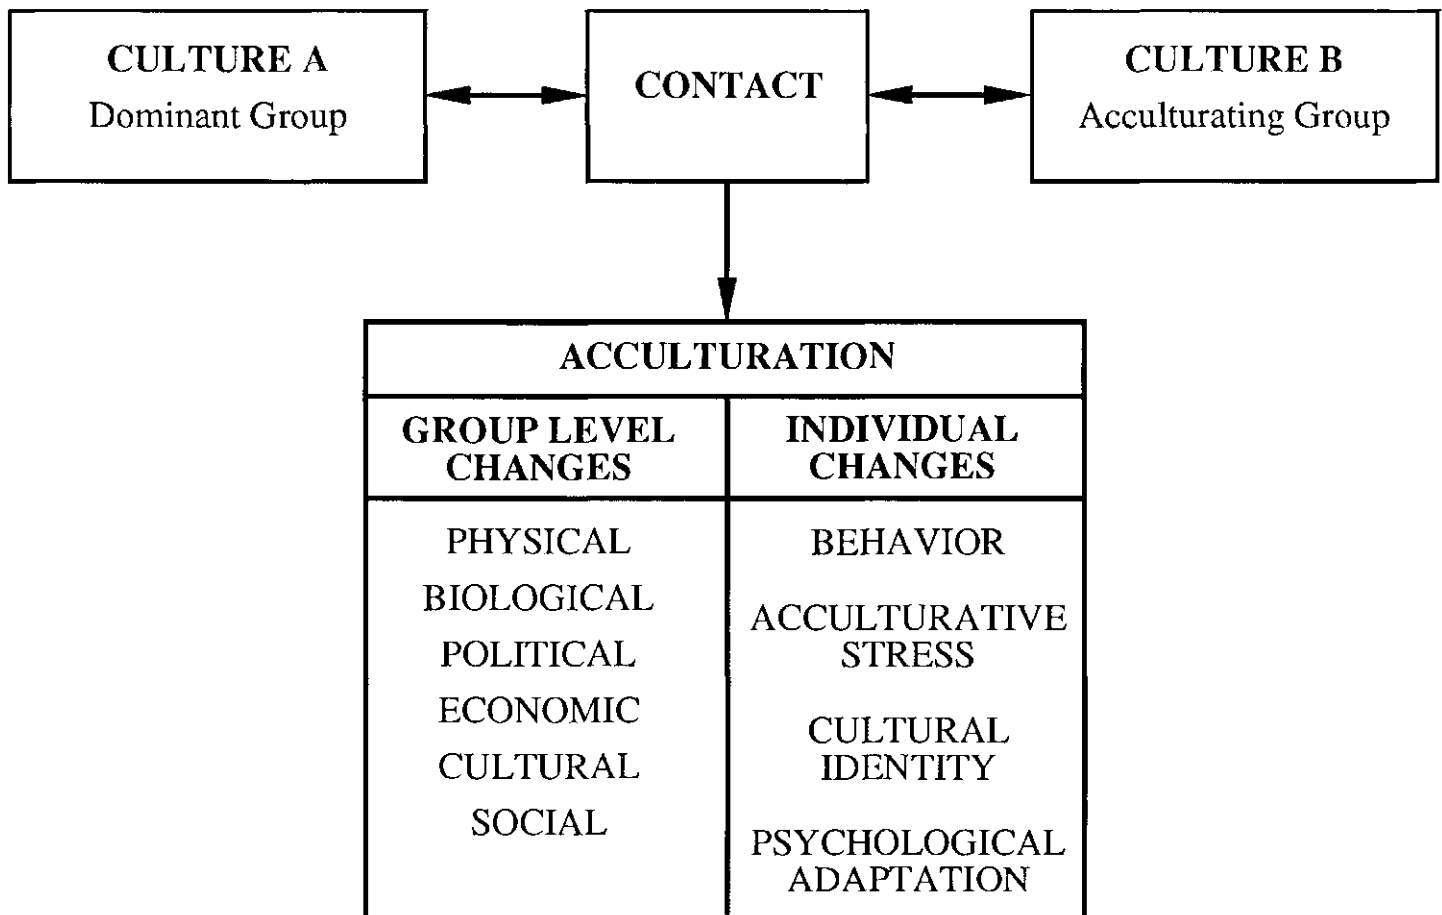 CULTURE A
Dominant Group
CONTACT
CULTURE B
Acculturating Group
ACCULTURATION
GROUP LEVEL
CHANGES
INDIVIDUAL
CHANGES
PHYSICAL
BIOLOGICAL
POLITICAL
ECONOMIC
CULTURAL
SOCIAL
BEHAVIOR
ACCULTURATIVE
STRESS
CULTURAL
IDENTITY
PSYCHOLOGICAL
ADAPTATION